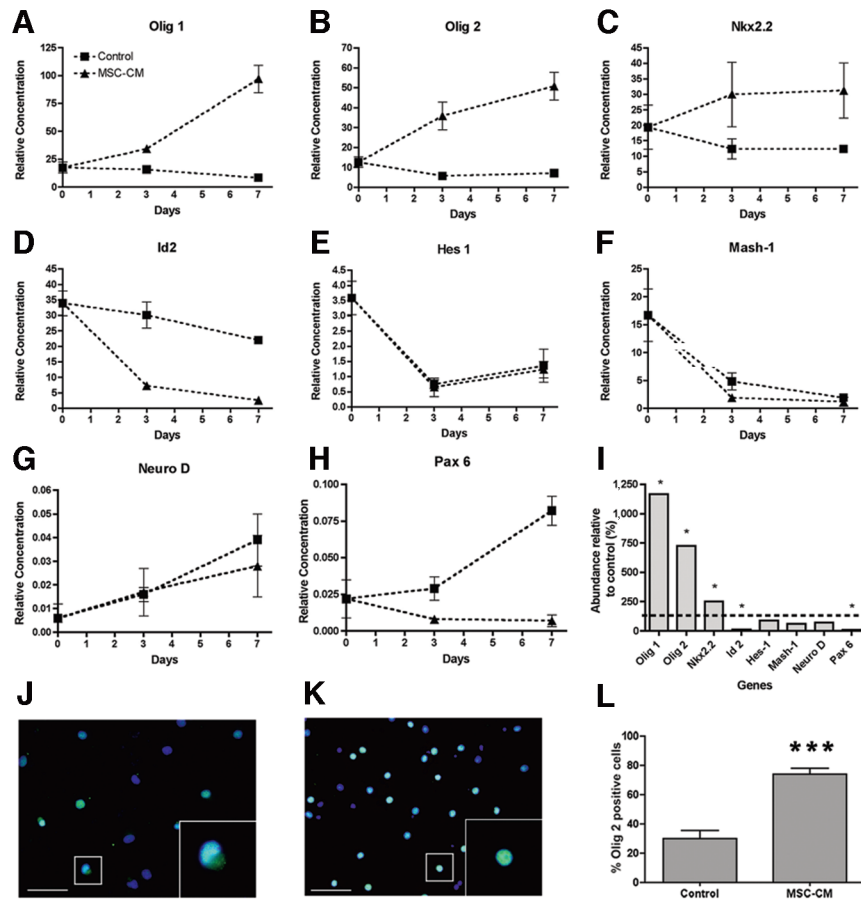 A
Olig 1
125
100
75
50
25
0
Relative Concentration
Control
MSC-CM
0 1 2 3 4 5 6 7
Days
B
Olig 2
70
60
50
40
30
20
10
0
Relative Concentration
0 1 2 3 4 5 6 7
Days
C
Nkx2.2
45
40
35
30
25
20
15
10
5
0
Relative Concentration
0 1 2 3 4 5 6 7
Days
D
Id2
45
40
35
30
25
20
15
10
5
0
Relative Concentration
0 1 2 3 4 5 6 7
Days
E
Hes 1
4.5
4.0
3.5
3.0
2.5
2.0
1.5
1.0
0.5
0.0
Relative Concentration
0 1 2 3 4 5 6 7
Days
F
Mash-1
25
20
15
10
5
0
Relative Concentration
0 1 2 3 4 5 6 7
Days
G
Neuro D
0.06
0.05
0.04
0.03
0.02
0.01
0.00
Relative Concentration
0 1 2 3 4 5 6 7
Days
H
Pax 6
0.100
0.075
0.050
0.025
0.000
Relative Concentration
0 1 2 3 4 5 6 7
Days
I
1,250
1,000
750
500
250
0
Abundance relative
to control (%)
* * * * *
Olig 1
Olig 2
Nkx2.2
Id 2
Hes-1
Mash-1
Neuro D
Pax 6
Genes
J
K
L
100
80
60
40
20
0
% Olig 2 positive cells
***
Control
MSC-CM